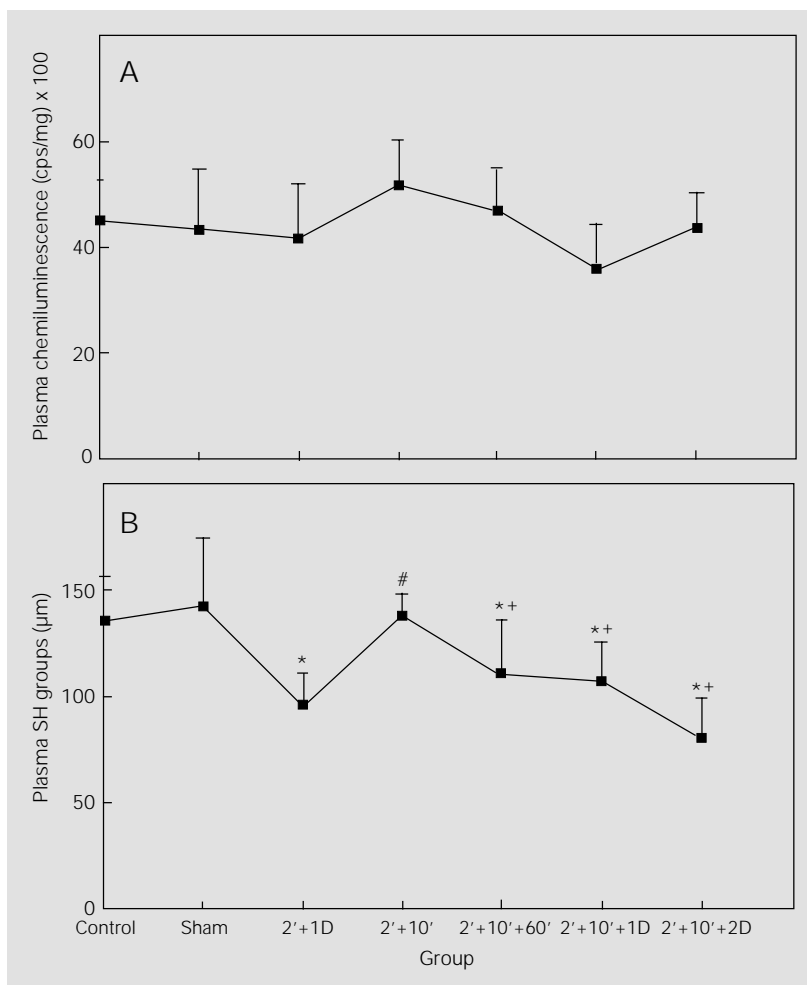 A
Plasma chemiluminescence (cps/mg) x 100
60
40
20
0
B
Plasma SH groups (µm)
150
100
50
0
*
#
*+
*+
*+
Control Sham 2′+1D 2′+10′ 2′+10′+60′ 2′+10′+1D 2′+10′+2D
Group